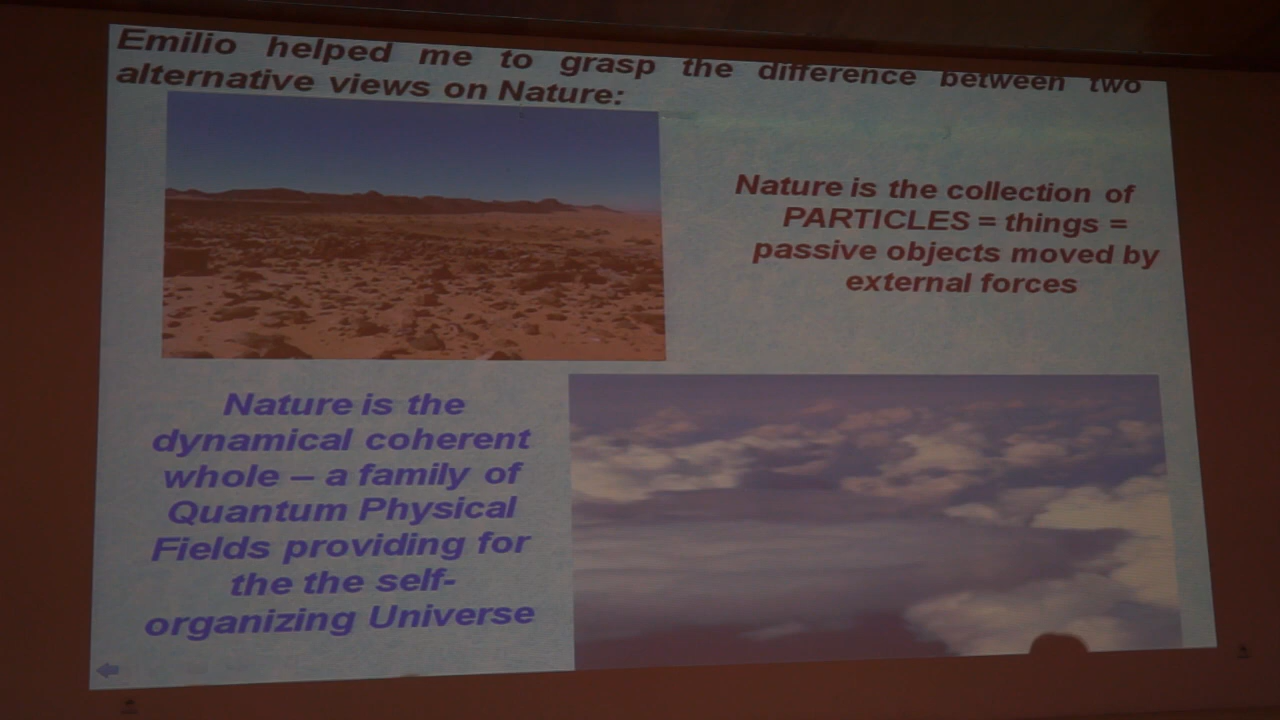 Emilio helped me to grasp the difference between two
alternative views on Nature:
Nature is the collection of
PARTICLES = things =
passive objects moved by
external forces
Nature is the
dynamical coherent
whole – a family of
Quantum Physical
Fields providing for
the the self-
organizing Universe